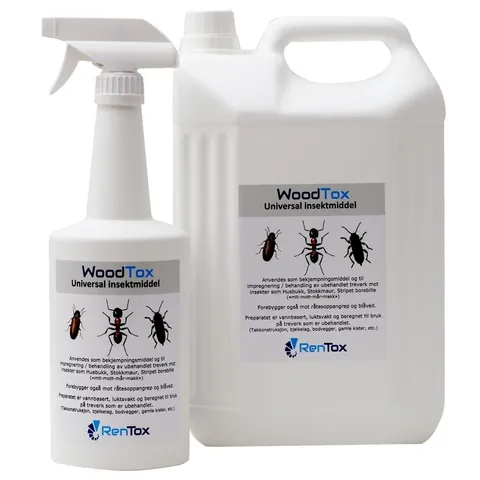 WoodTox
Universal insektmiddel
Anvendes som bekjempningsmiddel og til
impregnering / behandling av ubehandlet treverk mot
insekter som Husbukk, Stokkmaur, Stripet borebille
(«mit-mott-mår-makk»)
Forebygger også mot råtesoppangrep og blåved.
Preparatet er vannbasert, luktsvakt og beregnet til bruk
på treverk som er ubehandlet.
(Takkonstruksjon, bjelkelag, bodvegger, gamle kister, etc.)
RenTox
WoodTox
Universal insektmiddel
Anvendes som bekjempningsmiddel og til
impregnering / behandling av ubehandlet treverk mot
insekter som Husbukk, Stokkmaur, Stripet borebille
(«mit-mott-mår-makk»)
Forebygger også mot råtesoppangrep og blåved.
Preparatet er vannbasert, luktsvakt og beregnet til bruk
på treverk som er ubehandlet.
(Takkonstruksjon, bjelkelag, bodvegger, gamle kister, etc.)
RenTox